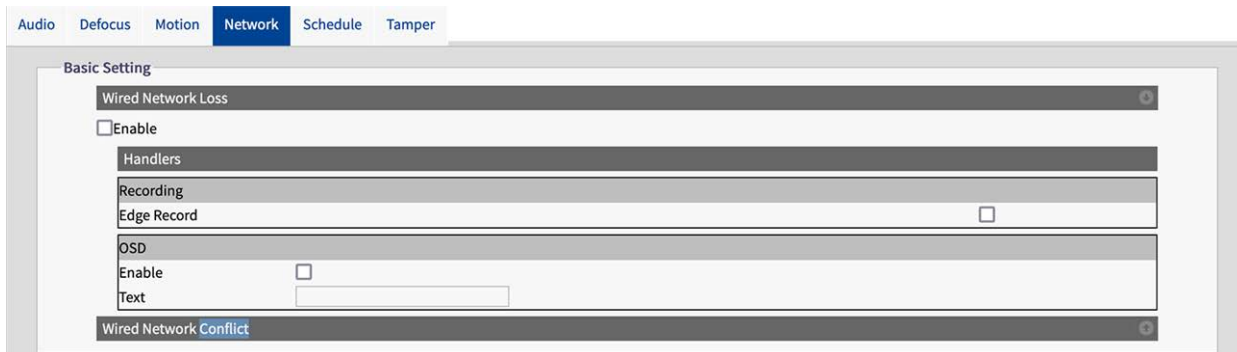 Audio Defocus Motion Network Schedule Tamper
Basic Setting
Wired Network Loss
Enable
Handlers
Recording
Edge Record
OSD
Enable
Text
Wired Network Conflict